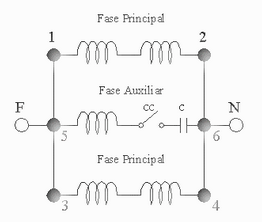 Fase Principal
1 2
Fase Auxiliar
F CC C N
5 6
Fase Principal
3 4